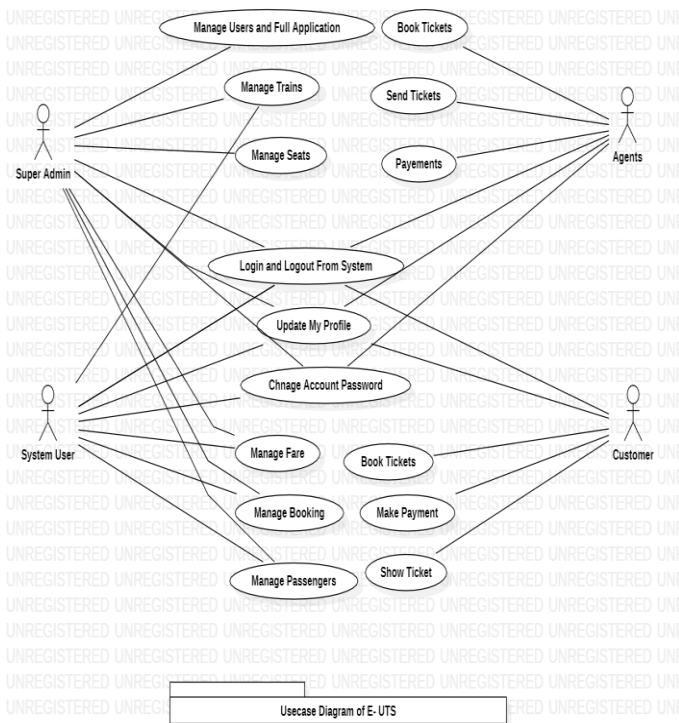 Manage Users and Full Application
Book Tickets
Manage Trains
Send Tickets
Manage Seats
Payements
Super Admin
Agents
Login and Logout From System
Update My Profile
Chnage Account Password
System User
Customer
Manage Fare
Book Tickets
Manage Booking
Make Payment
Manage Passengers
Show Ticket
Usecase Diagram of E- UTS
UNREGISTERED